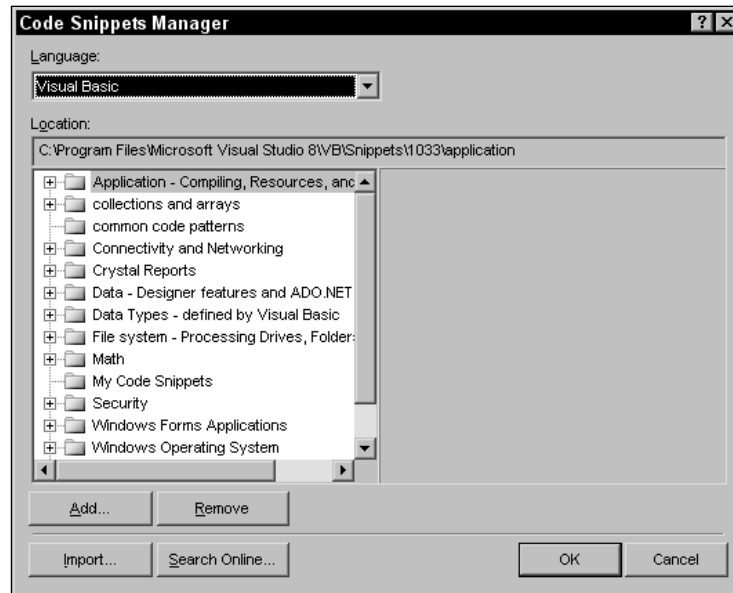 Code Snippets Manager
Language:
Visual Basic
Location:
C:\Program Files\Microsoft Visual Studio 8\VB\Snippets\1033\application
Application - Compiling, Resources, and
collections and arrays
common code patterns
Connectivity and Networking
Crystal Reports
Data - Designer features and ADO.NET
Data Types - defined by Visual Basic
File system - Processing Drives, Folders
Math
My Code Snippets
Security
Windows Forms Applications
Windows Operating System
Add...
Remove
Import...
Search Online...
OK
Cancel